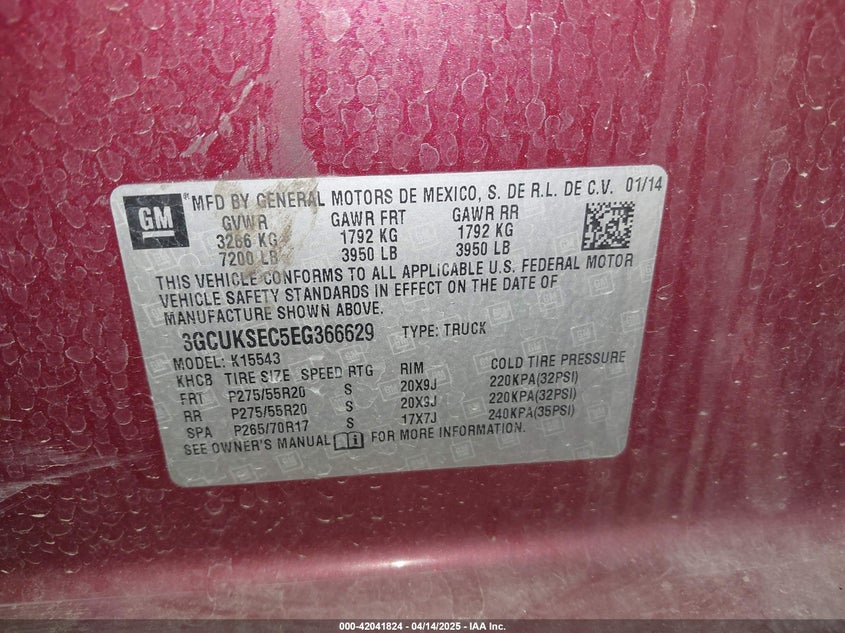 GM ® MFD BY GENERAL MOTORS DE MEXICO, S. DE R.L. DE C.V. 01/14
GVWR GAWR FRT GAWR RR
3266 KG 1792 KG 1792 KG
7200 LB 3950 LB 3950 LB
THIS VEHICLE CONFORMS TO ALL APPLICABLE U.S. FEDERAL MOTOR
VEHICLE SAFETY STANDARDS IN EFFECT ON THE DATE OF
MANUFACTURE SHOWN ABOVE.
3GCUKSEC5EG366629 TYPE: TRUCK
MODEL: K15543
KHCB TIRE SIZE SPEED RTG RIM COLD TIRE PRESSURE
FRT P275/55R20 S 20X9J 220KPA(32PSI)
RR P275/55R20 S 20X9J 220KPA(32PSI)
SPA P265/70R17 S 17X7J 240KPA(35PSI)
SEE OWNER'S MANUAL FOR MORE INFORMATION.
000-42041824 - 04/14/2025 - IAA Inc.